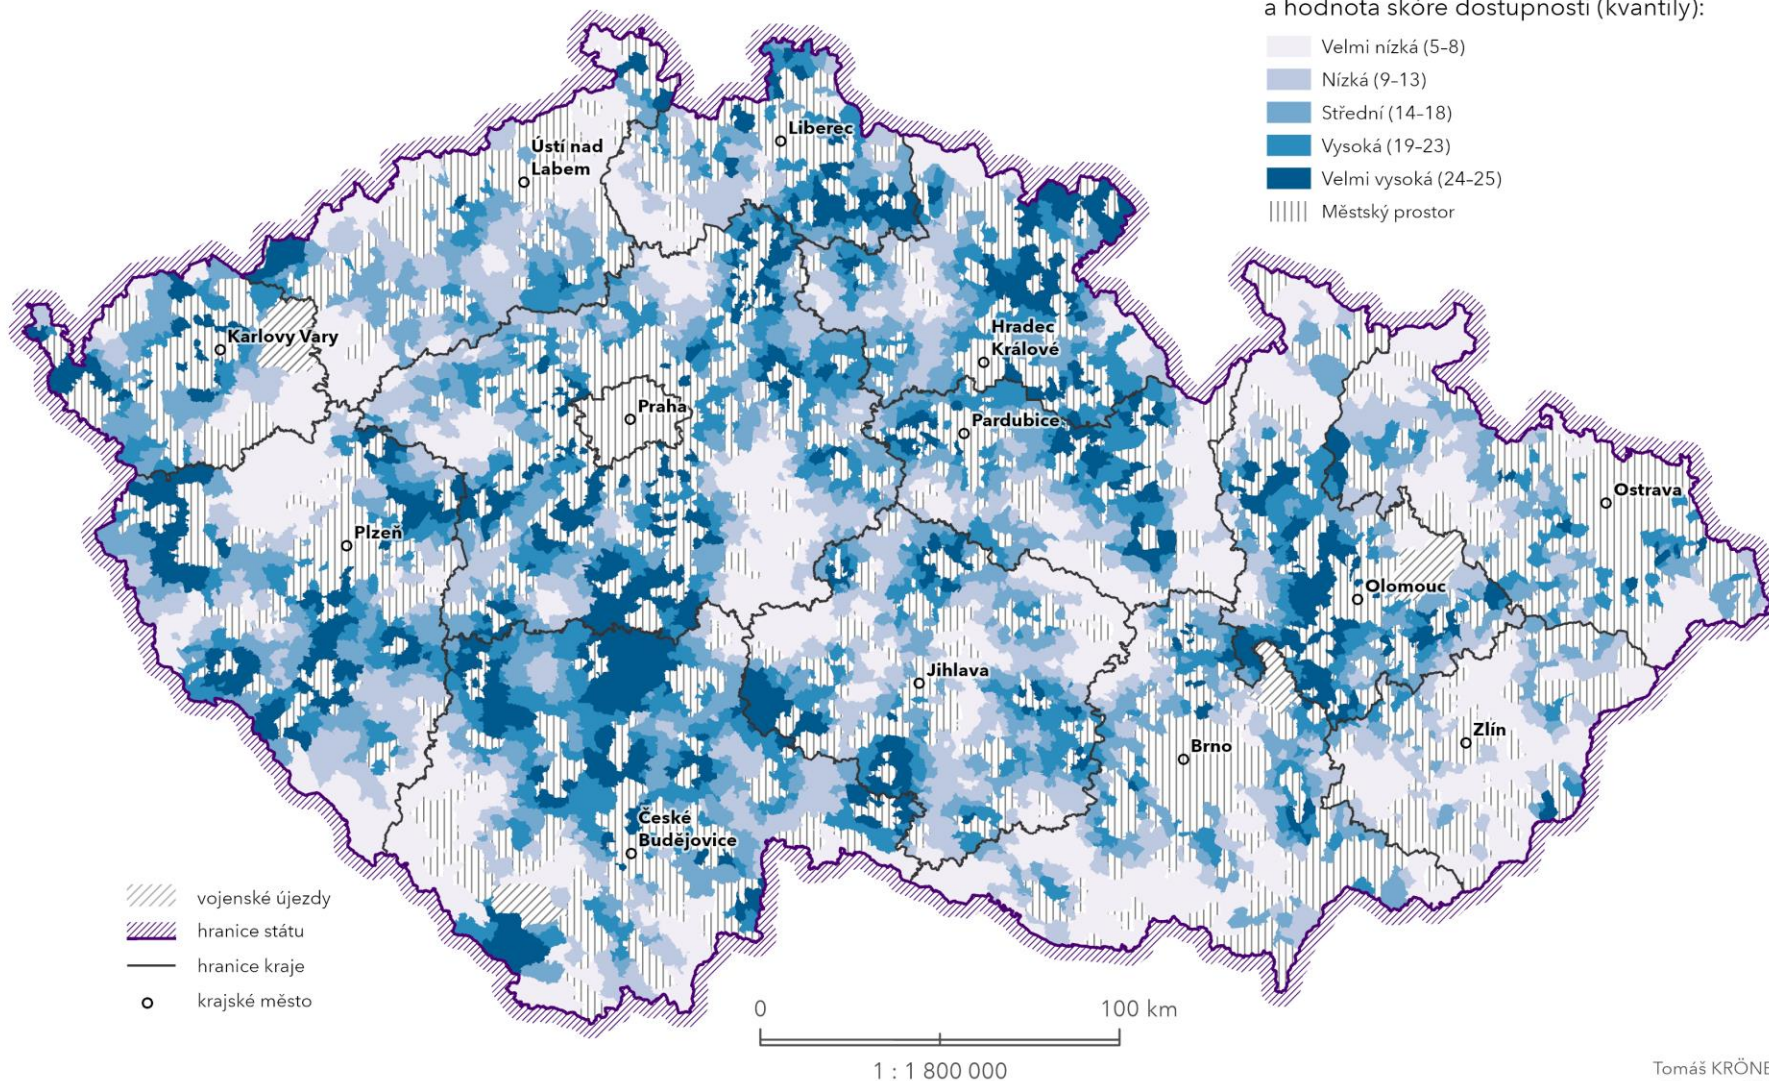 a hodnota skóre dostupnosti (kvantily):
Velmi nízká (5–8)
Nízká (9–13)
Střední (14–18)
Vysoká (19–23)
Velmi vysoká (24–25)
Městský prostor
Liberec
Ústí nad
Labem
Karlovy Vary
Hradec
Králové
Praha
Pardubice
Ostrava
Plzeň
Olomouc
Jihlava
Zlín
Brno
České
Budějovice
vojenské újezdy
hranice státu
hranice kraje
krajské město
0
100 km
1 : 1 800 000
Tomáš